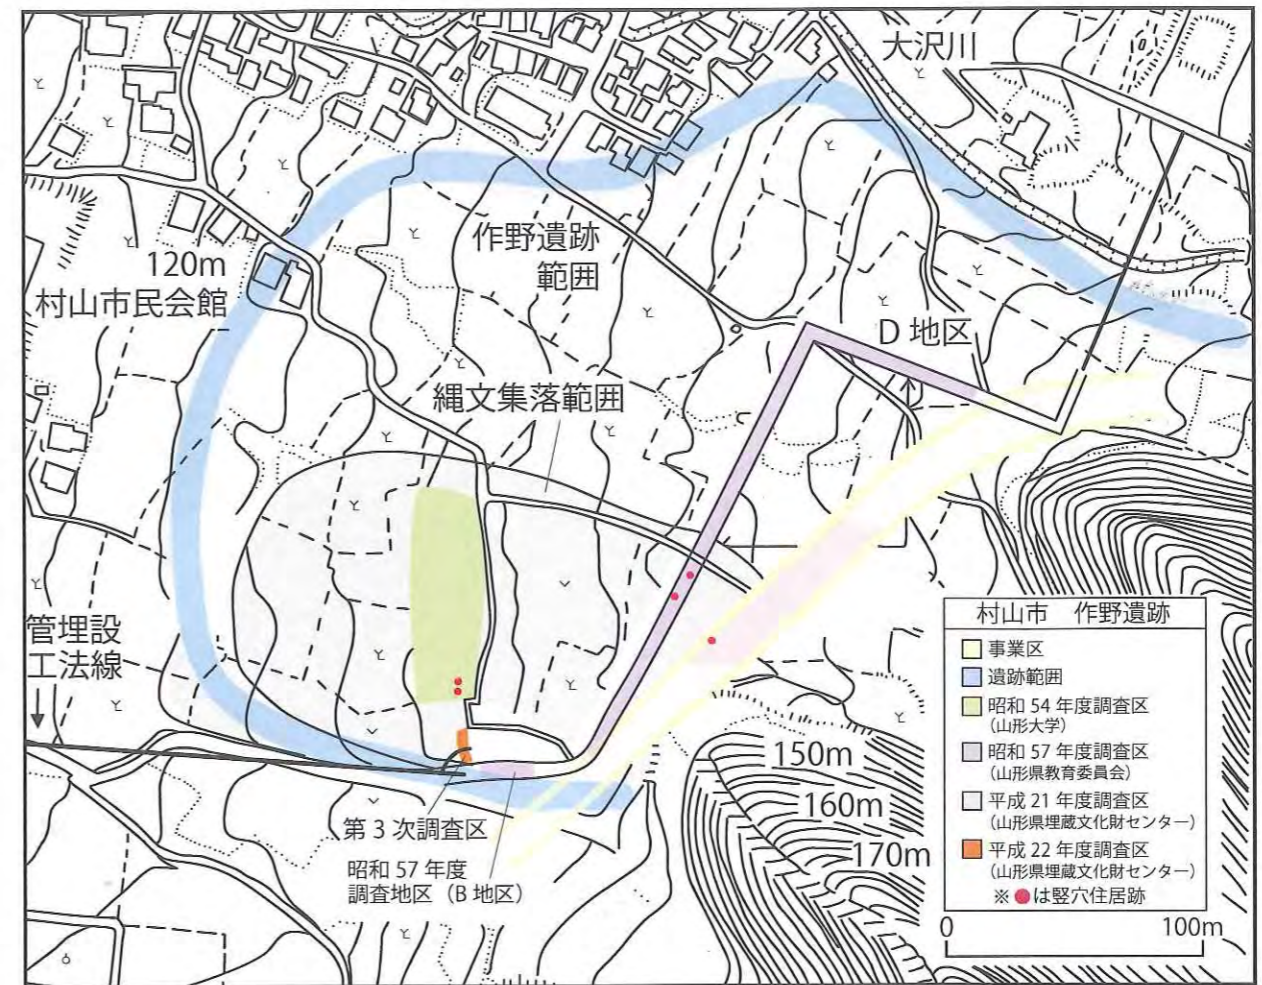 大沢川
作野遺跡
範囲
120m
村山市民会館
D 地区
縄文集落範囲
管埋設
工法線
村山市 作野遺跡
事業区
遺跡範囲
昭和 54 年度調査区
（山形大学）
昭和 57 年度調査区
（山形県教育委員会）
平成 21 年度調査区
（山形県埋蔵文化財センター）
平成 22 年度調査区
（山形県埋蔵文化財センター）
※●は竪穴住居跡
150m
160m
170m
第 3 次調査区
昭和 57 年度
調査地区（B 地区）
0 100m